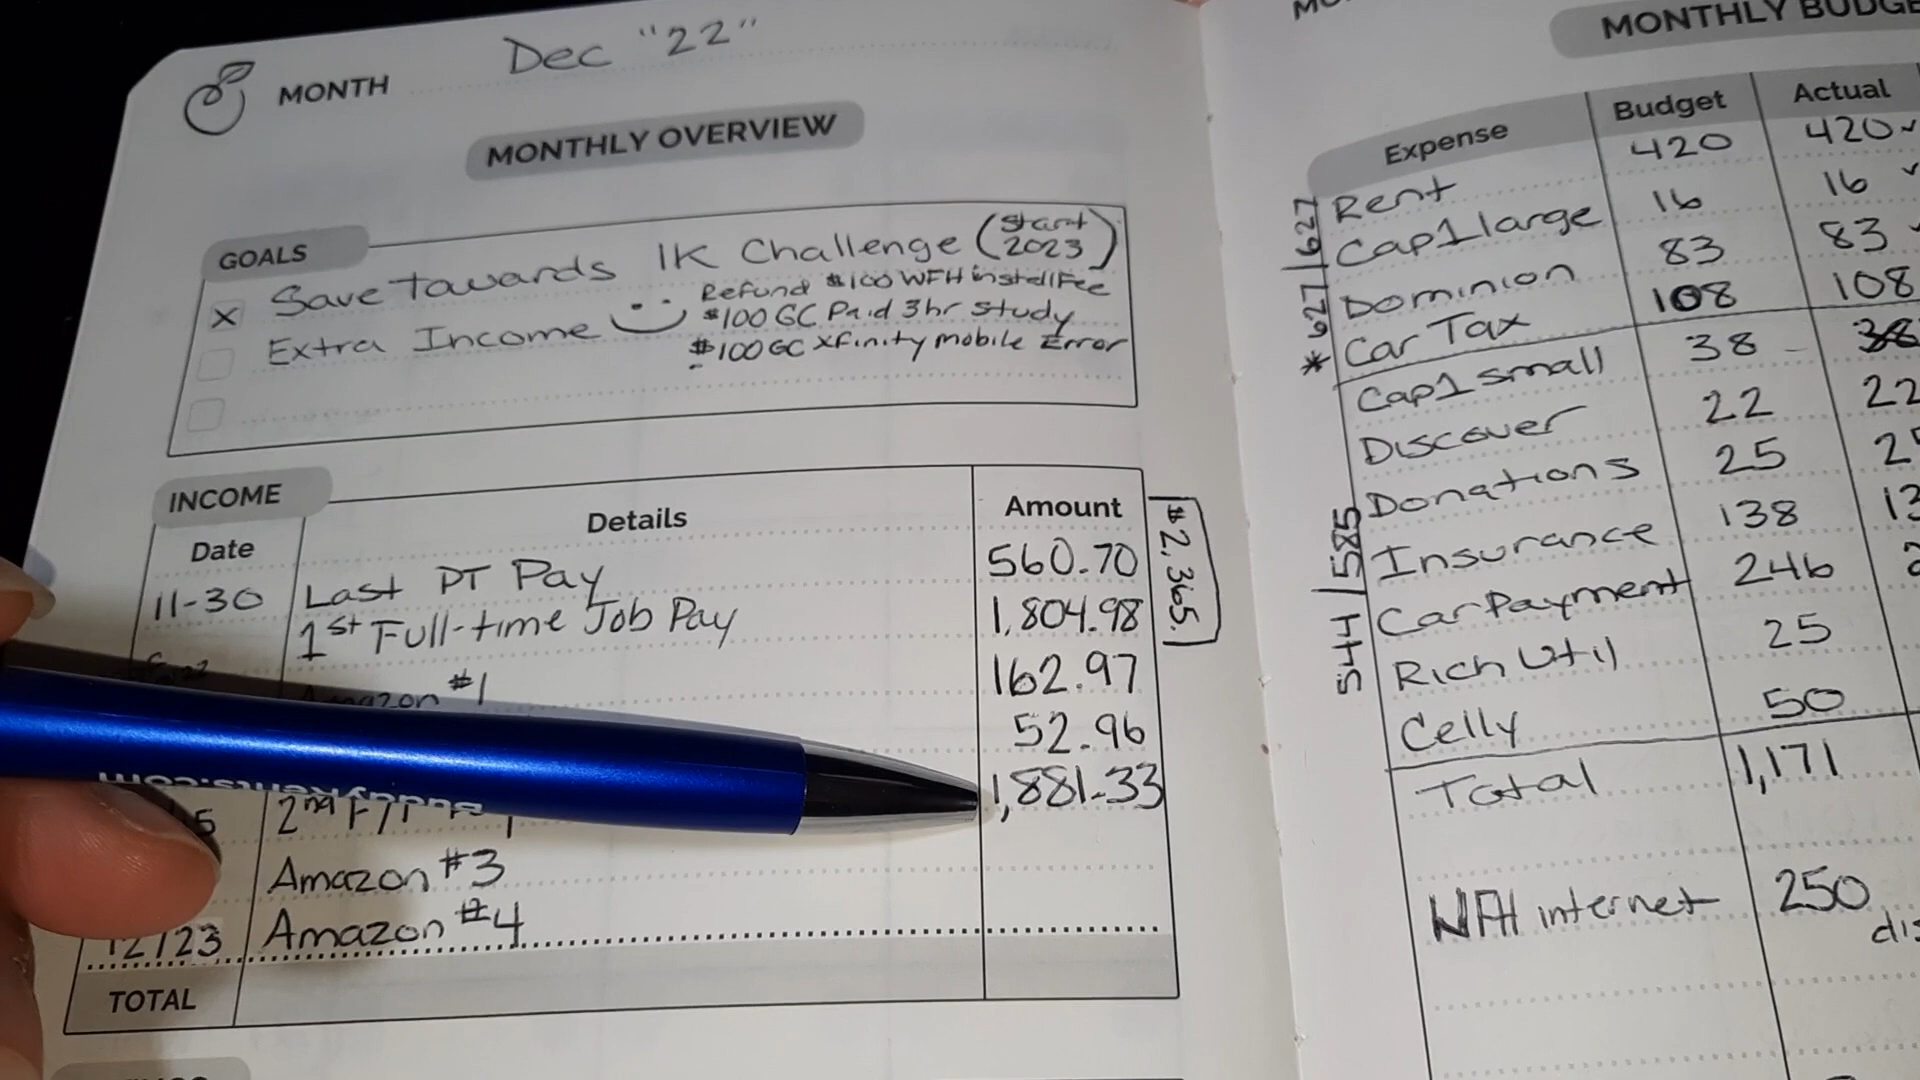 MONTH Dec "22"
MONTHLY OVERVIEW
GOALS
x Save towards 1K Challenge (start 2023)
Extra Income Refund $100 WFH install Fee
$100 GC Paid 3hr study
$100 GC Xfinity mobile Error
INCOME
Date Details Amount
11-30 Last PT Pay 560.70
1st Full-time Job Pay 1,804.98
#1 162.97
52.96
2nd 1,881.33
Amazon #3
12/23 Amazon #4
TOTAL
$2,365.
BuddyRents.com
MONTHLY
Expense Budget Actual
Rent 420 420
Cap1 large 16 16
Dominion 83 83
Car Tax 108 108
Cap1 small 38 38
Discover 22 22
Donations 25
Insurance 138
Car Payment 246
Rich Util 25
Celly 50
Total 1,171
WFH internet 250
* 627/627
544/585